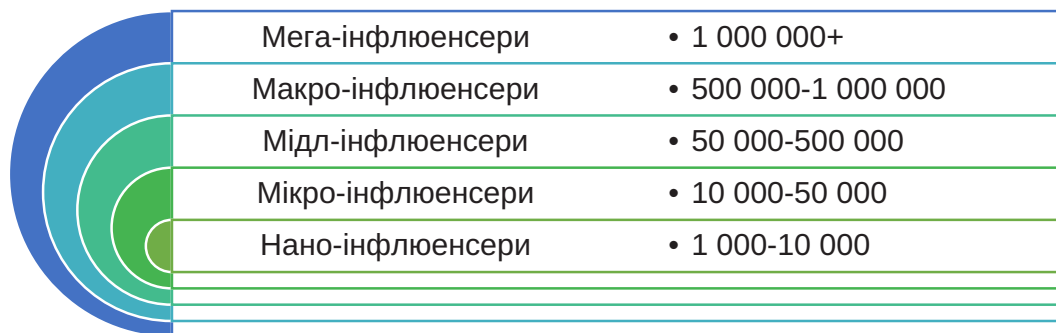 Мега-інфлюенсери • 1 000 000+
Макро-інфлюенсери • 500 000-1 000 000
Мідл-інфлюенсери • 50 000-500 000
Мікро-інфлюенсери • 10 000-50 000
Нано-інфлюенсери • 1 000-10 000